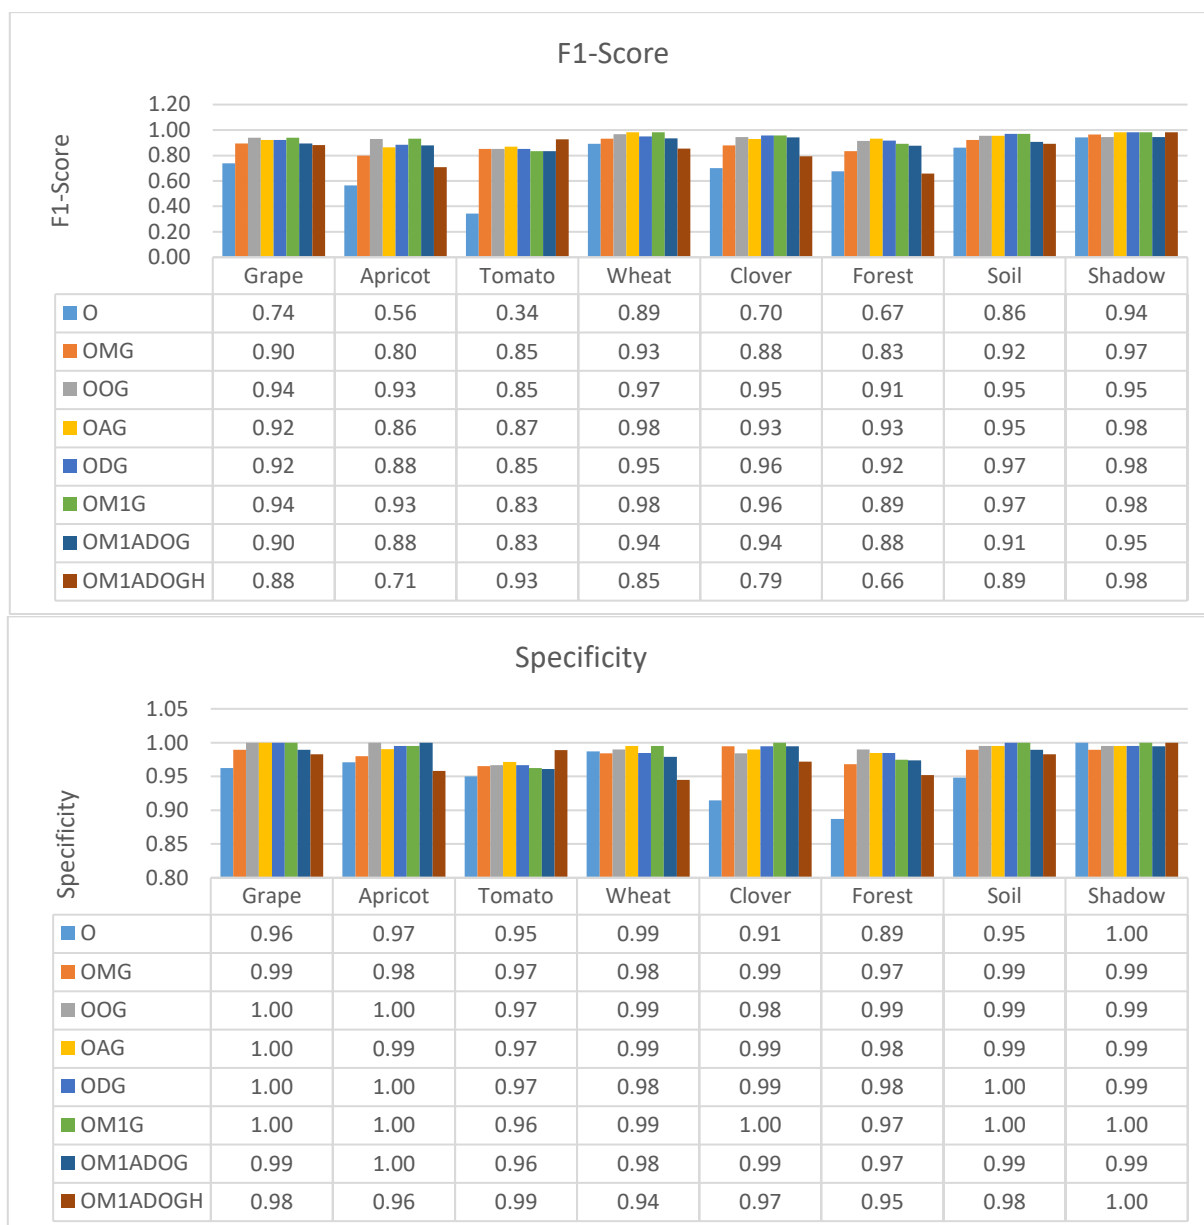 F1-Score
F1-Score
1.20
1.00
0.80
0.60
0.40
0.20
0.00
Grape Apricot Tomato Wheat Clover Forest Soil Shadow
O 0.74 0.56 0.34 0.89 0.70 0.67 0.86 0.94
OMG 0.90 0.80 0.85 0.93 0.88 0.83 0.92 0.97
OOG 0.94 0.93 0.85 0.97 0.95 0.91 0.95 0.95
OAG 0.92 0.86 0.87 0.98 0.93 0.93 0.95 0.98
ODG 0.92 0.88 0.85 0.95 0.96 0.92 0.97 0.98
OM1G 0.94 0.93 0.83 0.98 0.96 0.89 0.97 0.98
OM1ADOG 0.90 0.88 0.83 0.94 0.94 0.88 0.91 0.95
OM1ADOGH 0.88 0.71 0.93 0.85 0.79 0.66 0.89 0.98
Specificity
Specificity
1.05
1.00
0.95
0.90
0.85
0.80
Grape Apricot Tomato Wheat Clover Forest Soil Shadow
O 0.96 0.97 0.95 0.99 0.91 0.89 0.95 1.00
OMG 0.99 0.98 0.97 0.98 0.99 0.97 0.99 0.99
OOG 1.00 1.00 0.97 0.99 0.98 0.99 0.99 0.99
OAG 1.00 0.99 0.97 0.99 0.99 0.98 0.99 0.99
ODG 1.00 1.00 0.97 0.98 0.99 0.98 1.00 0.99
OM1G 1.00 1.00 0.96 0.99 1.00 0.97 1.00 1.00
OM1ADOG 0.99 1.00 0.96 0.98 0.99 0.97 0.99 0.99
OM1ADOGH 0.98 0.96 0.99 0.94 0.97 0.95 0.98 1.00